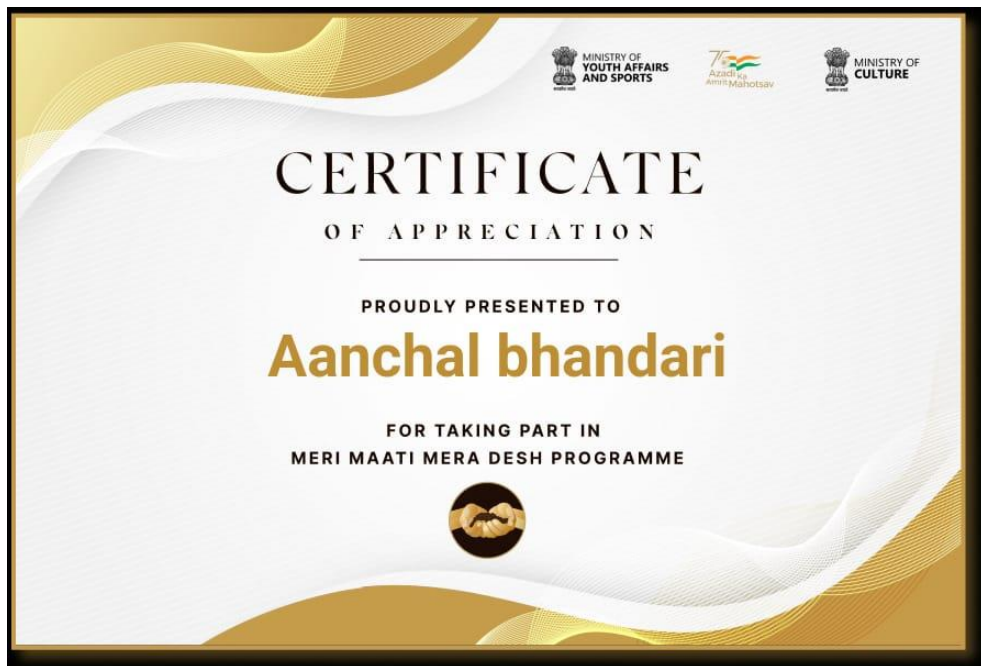 MINISTRY OF
YOUTH AFFAIRS
AND SPORTS
75
Azadi Ka
Amrit Mahotsav
MINISTRY OF
CULTURE
CERTIFICATE
OF APPRECIATION
PROUDLY PRESENTED TO
Aanchal bhandari
FOR TAKING PART IN
MERI MAATI MERA DESH PROGRAMME